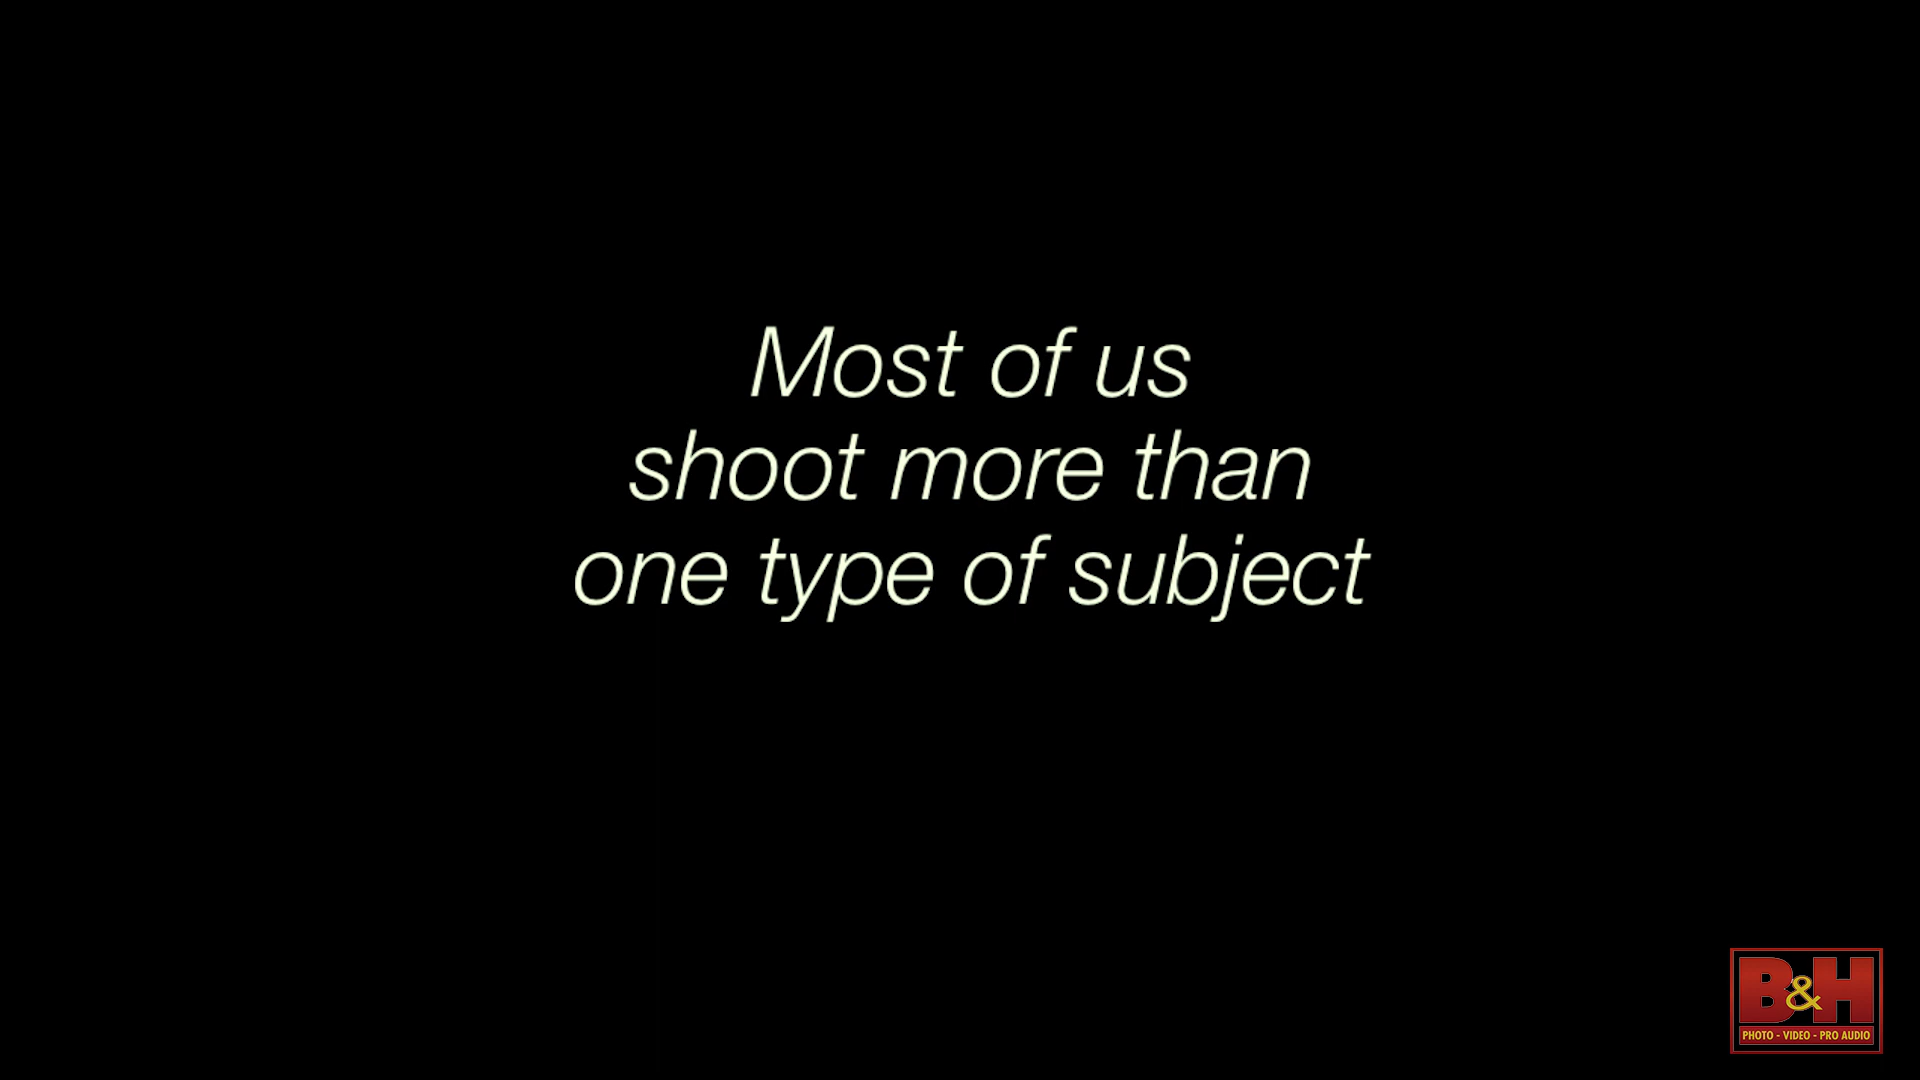 Most of us
shoot more than
one type of subject
B&H
PHOTO - VIDEO - PRO AUDIO